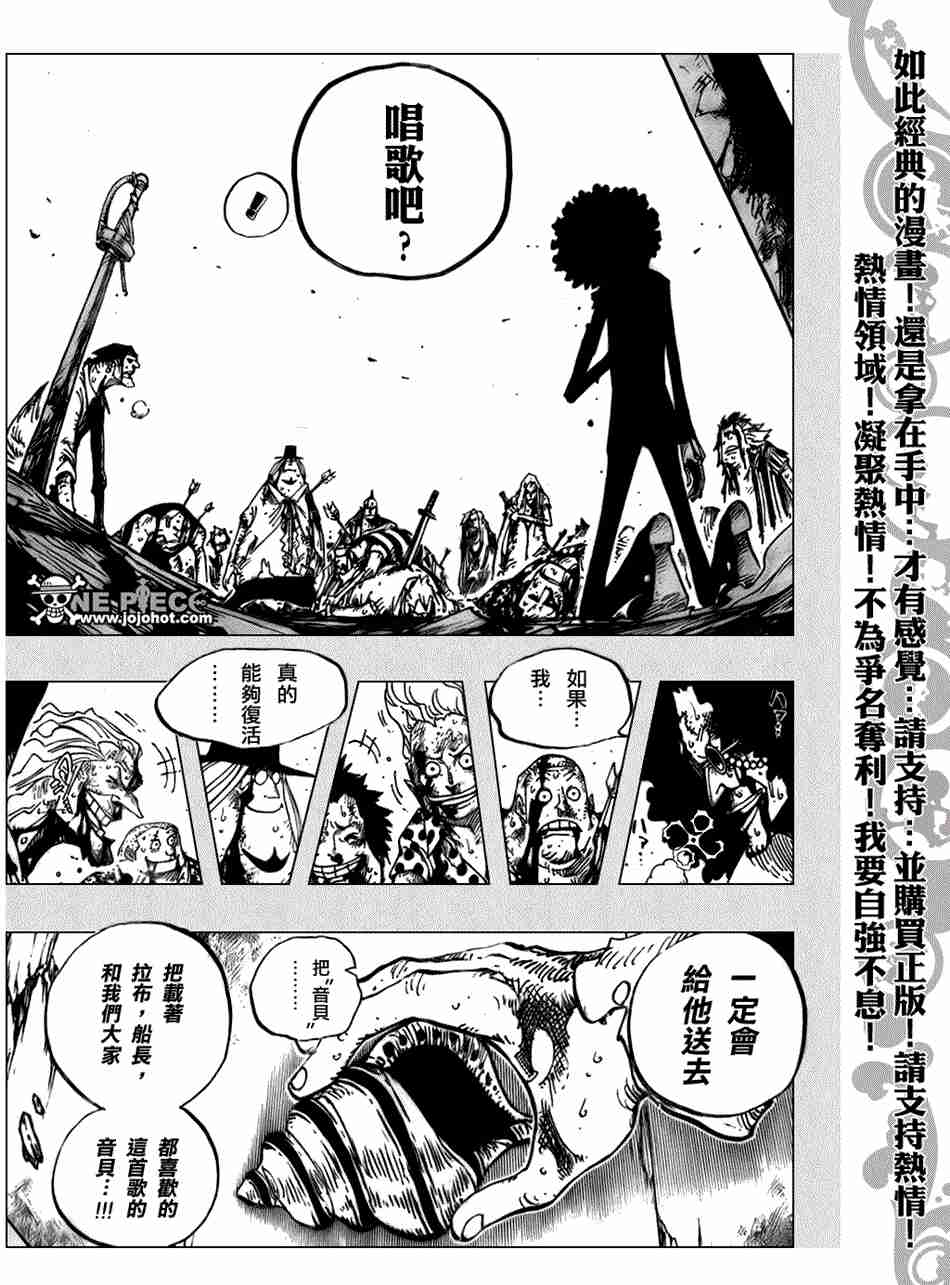 如此經典的漫畫！還是拿在手中…才有感覺…請支持…並購買正版！請支持熱情！
熱情領域！凝聚熱情！不為爭名奪利！我要自強不息！
唱歌吧？
！
ONE PIECE
www.jojohot.com
ハァ…
如果…
我…
真的
能夠復活
………
一定會
給他送去
把"音貝"
………
把載著
拉布，船長，
和我們大家
都喜歡的
這首歌的
音貝…!!!